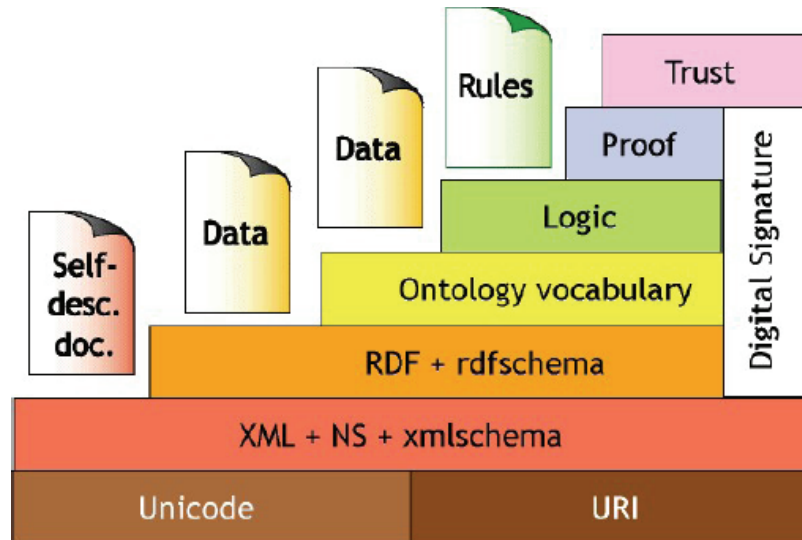 Rules
Trust
Data
Proof
Data
Logic
Self-
desc.
doc.
Ontology vocabulary
Digital Signature
RDF + rdfschema
XML + NS + xmlschema
Unicode
URI